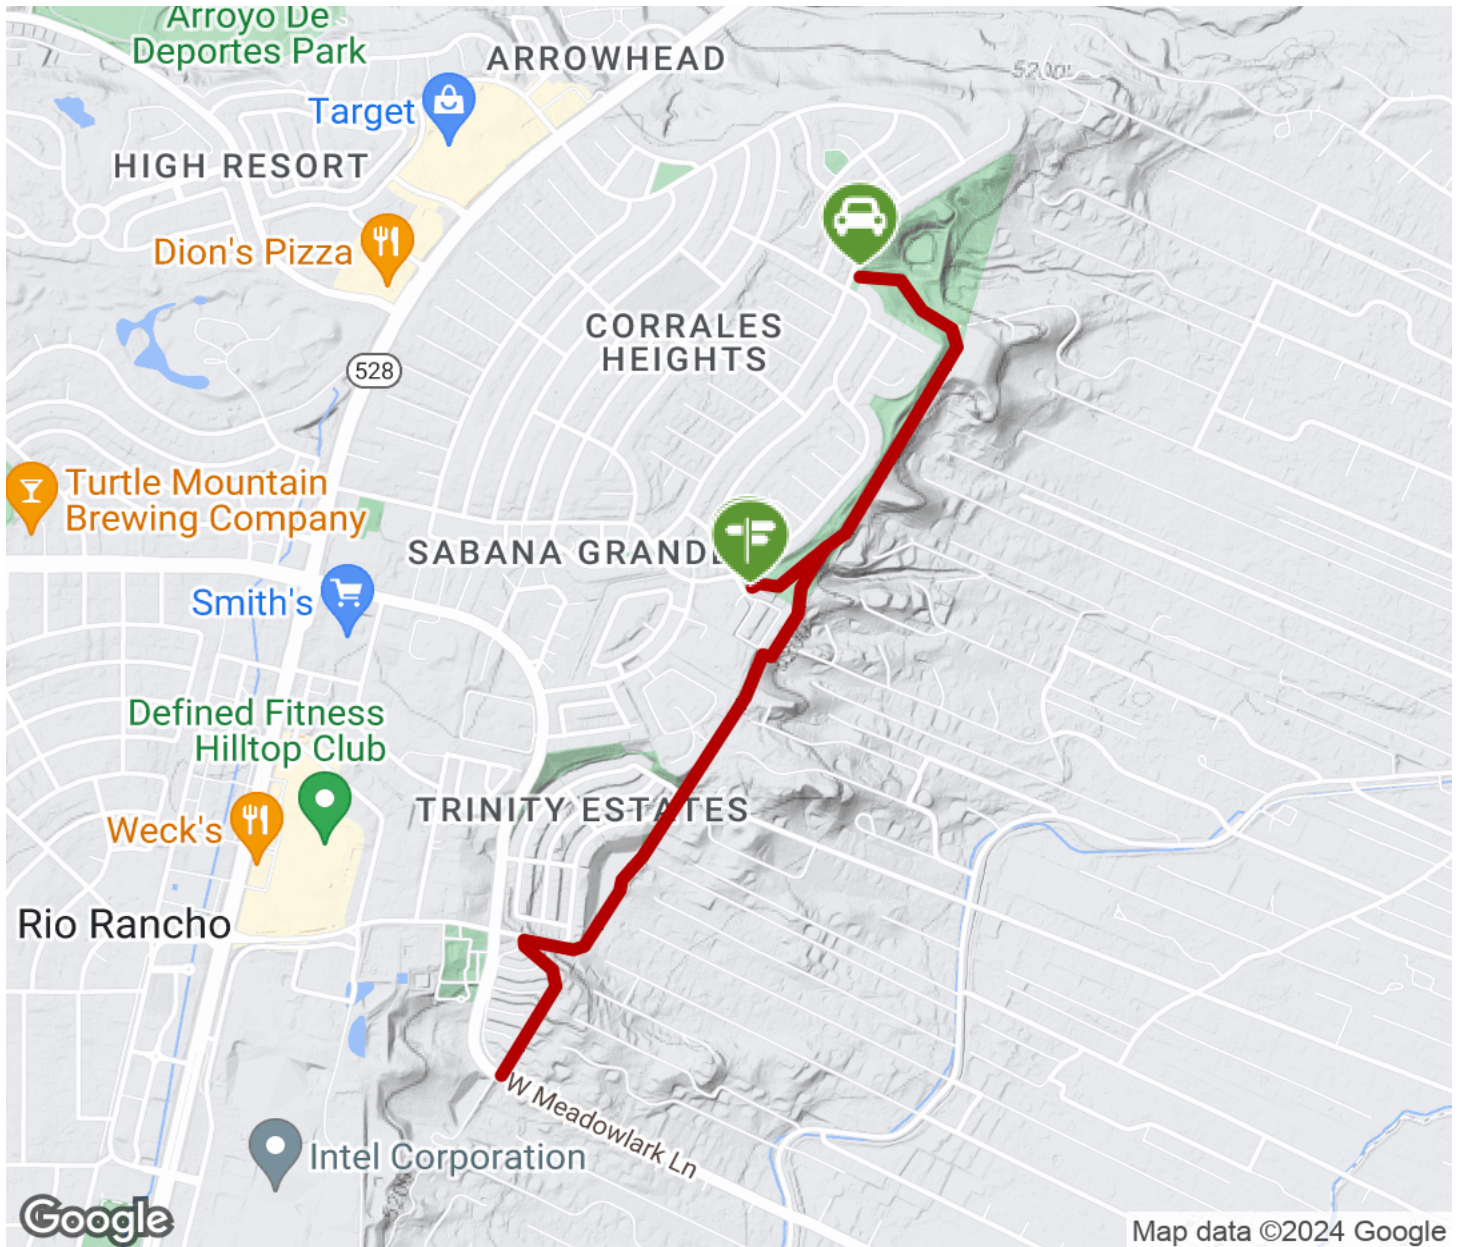 Arroyo De
Deportes Park
ARROWHEAD
5200'
Target
HIGH RESORT
Dion's Pizza
CORRALES
HEIGHTS
528
Turtle Mountain
Brewing Company
SABANA GRANDE
Smith's
Defined Fitness
Hilltop Club
TRINITY ESTATES
Weck's
Rio Rancho
W Meadowlark Ln
Intel Corporation
Google
Map data ©2024 Google